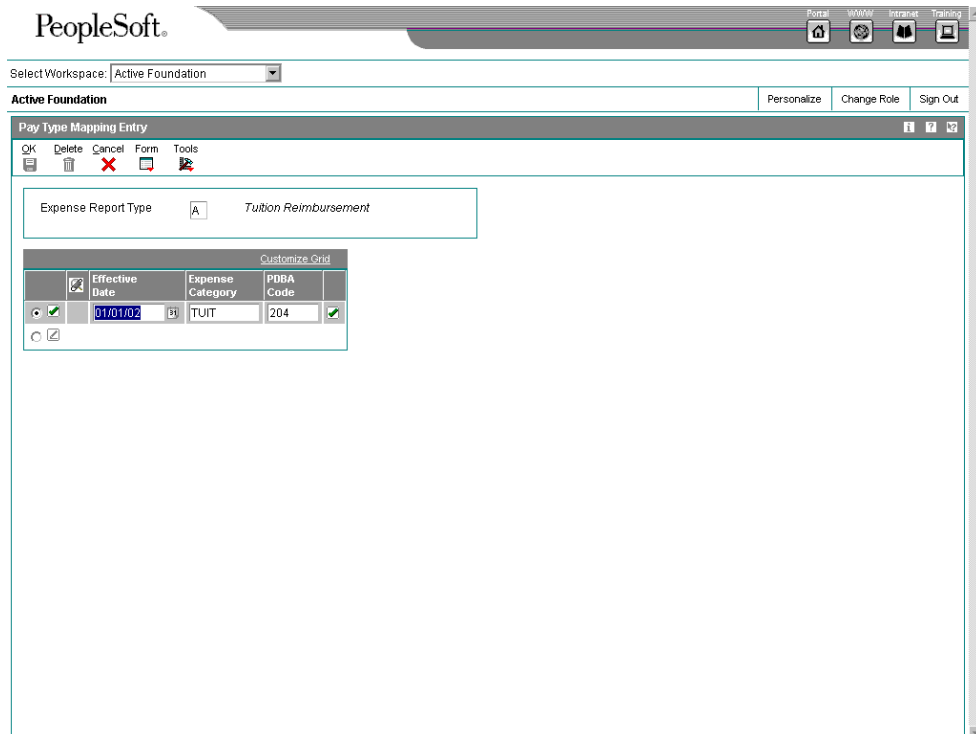 Portal WWW Intranet Training
PeopleSoft®
Select Workspace: Active Foundation
Active Foundation Personalize Change Role Sign Out
Pay Type Mapping Entry
OK Delete Cancel Form Tools
Expense Report Type A Tuition Reimbursement
Customize Grid
Effective Expense PDBA
Date Category Code
01/01/02 31 TUIT 204